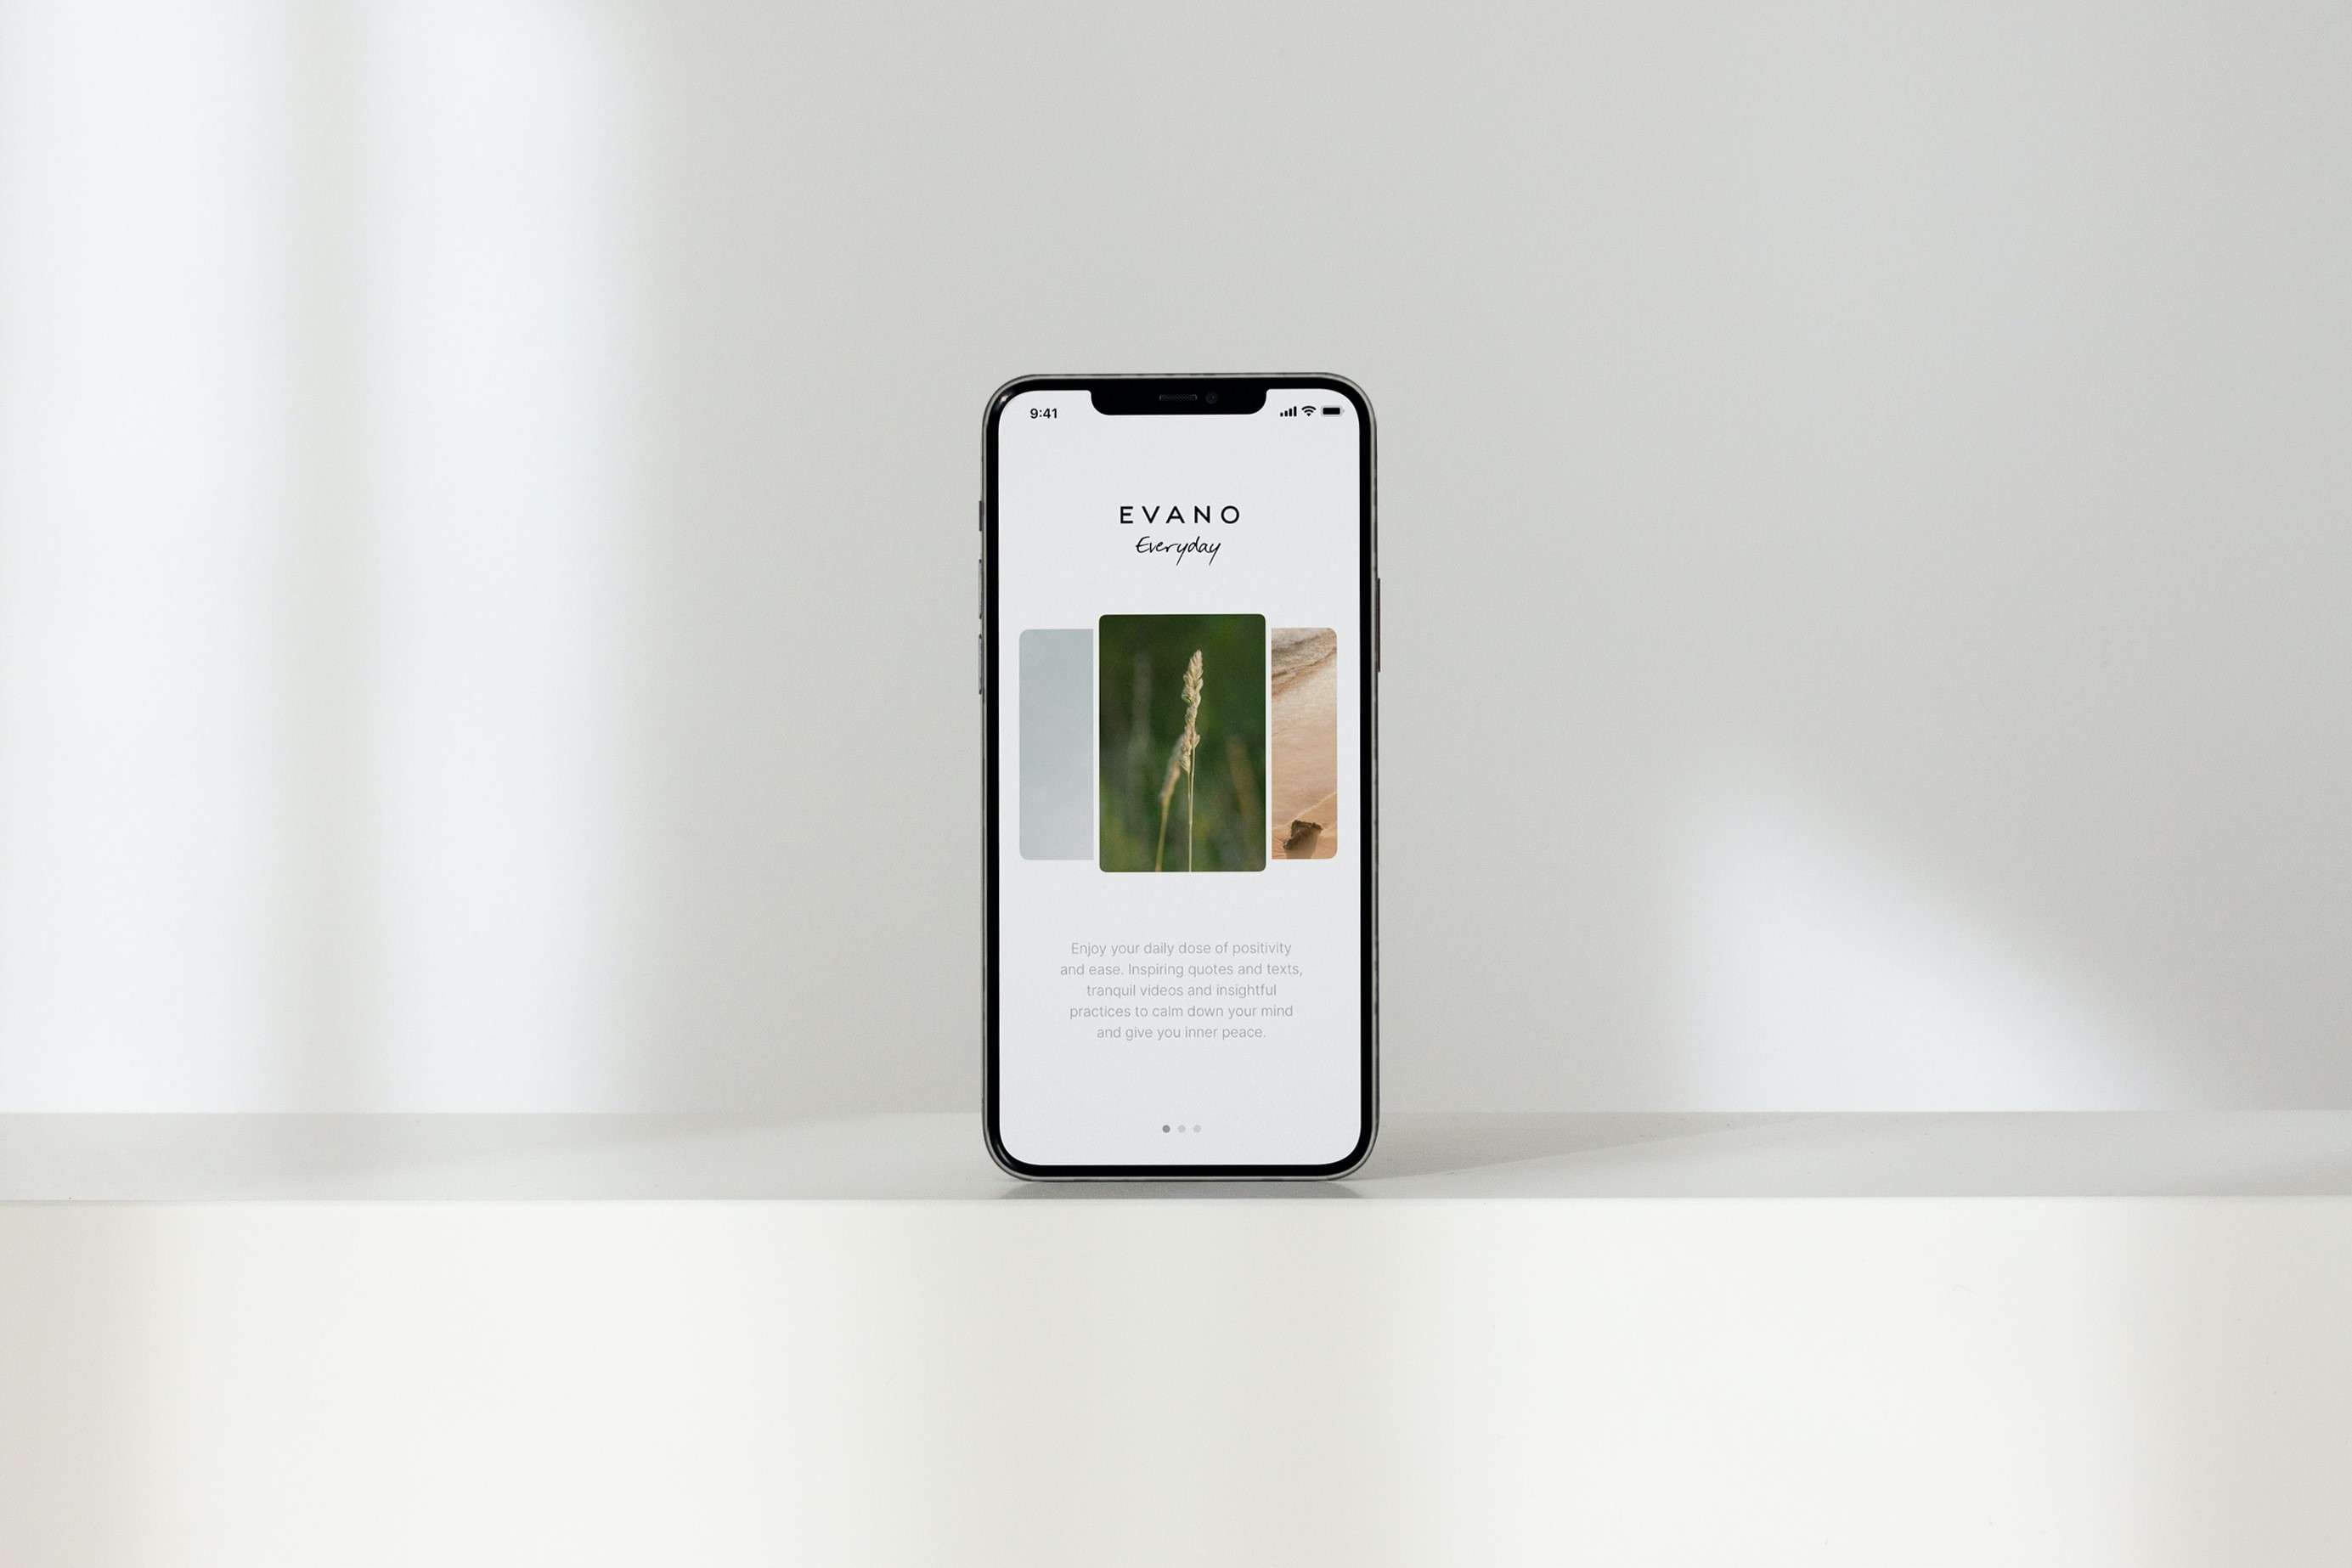 9:41
EVANO
Everyday
Enjoy your daily dose of positivity
and ease. Inspiring quotes and texts,
tranquil videos and insightful
practices to calm down your mind
and give you inner peace.